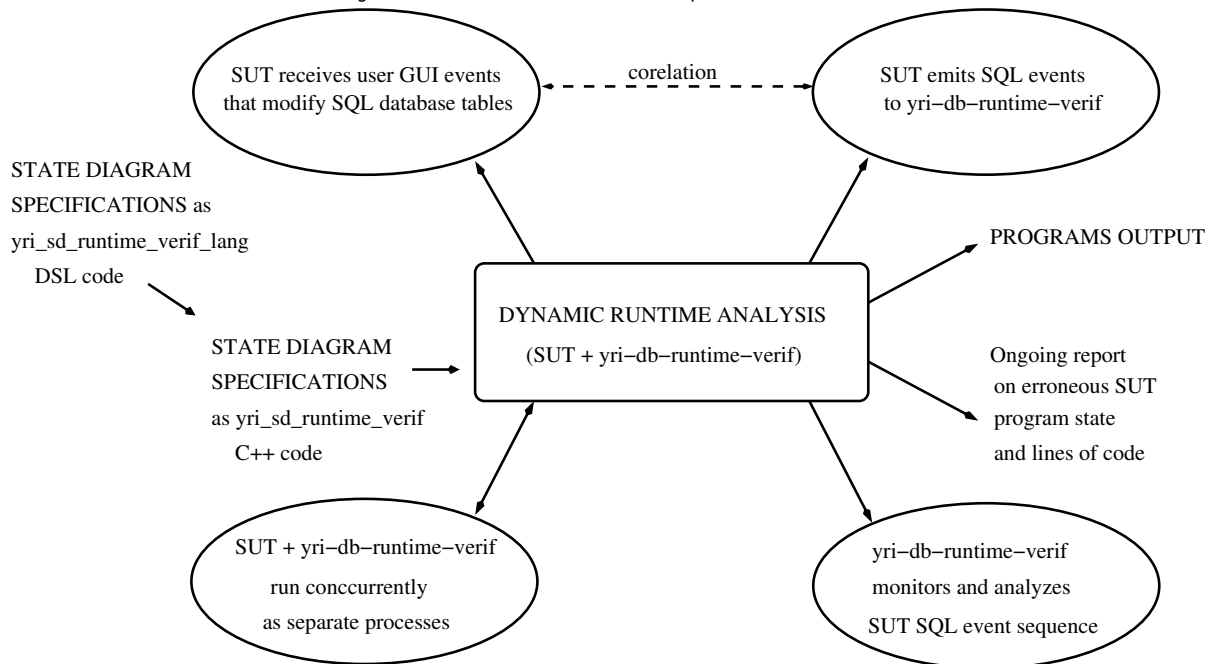 SUT receives user GUI events
that modify SQL database tables
corelation
SUT emits SQL events
to yri−db−runtime−verif
STATE DIAGRAM
SPECIFICATIONS as
yri_sd_runtime_verif_lang
DSL code
PROGRAMS OUTPUT
DYNAMIC RUNTIME ANALYSIS
(SUT + yri−db−runtime−verif)
STATE DIAGRAM
SPECIFICATIONS
as yri_sd_runtime_verif
C++ code
Ongoing report
on erroneous SUT
program state
and lines of code
SUT + yri−db−runtime−verif
run conccurrently
as separate processes
yri−db−runtime−verif
monitors and analyzes
SUT SQL event sequence